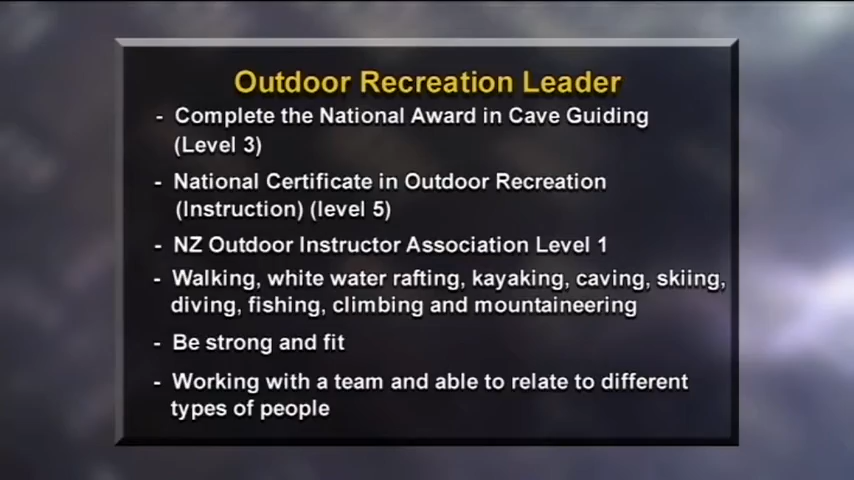 Outdoor Recreation Leader
- Complete the National Award in Cave Guiding
(Level 3)
- National Certificate in Outdoor Recreation
(Instruction) (level 5)
- NZ Outdoor Instructor Association Level 1
- Walking, white water rafting, kayaking, caving, skiing,
diving, fishing, climbing and mountaineering
- Be strong and fit
- Working with a team and able to relate to different
types of people